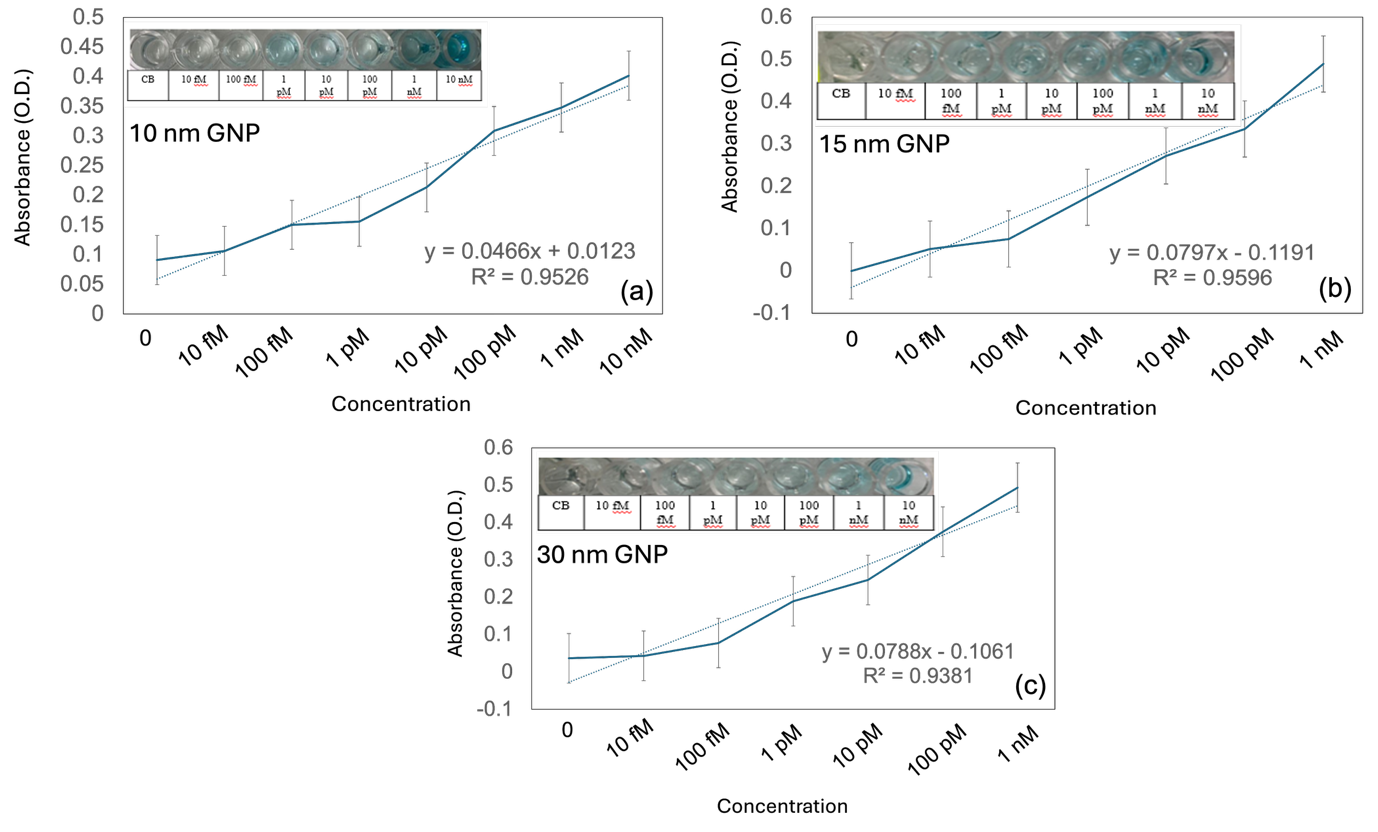 0.5
0.45
0.4
0.35
0.3
0.25
0.2
0.15
0.1
0.05
0
Absorbance (O.D.)
CB 10 fM 100 fM 1 pM 10 pM 100 pM 1 nM 10 nM
10 nm GNP
y = 0.0466x + 0.0123
R² = 0.9526
(a)
0 10 fM 100 fM 1 pM 10 pM 100 pM 1 nM 10 nM
Concentration
0.6
0.5
0.4
0.3
0.2
0.1
0
-0.1
Absorbance (O.D.)
CB 10 fM 100 fM 1 pM 10 pM 100 pM 1 nM 10 nM
15 nm GNP
y = 0.0797x - 0.1191
R² = 0.9596
(b)
0 10 fM 100 fM 1 pM 10 pM 100 pM 1 nM
Concentration
0.6
0.5
0.4
0.3
0.2
0.1
0
-0.1
Absorbance (O.D.)
CB 10 fM 100 fM 1 pM 10 pM 100 pM 1 nM 10 nM
30 nm GNP
y = 0.0788x - 0.1061
R² = 0.9381
(c)
0 10 fM 100 fM 1 pM 10 pM 100 pM 1 nM
Concentration